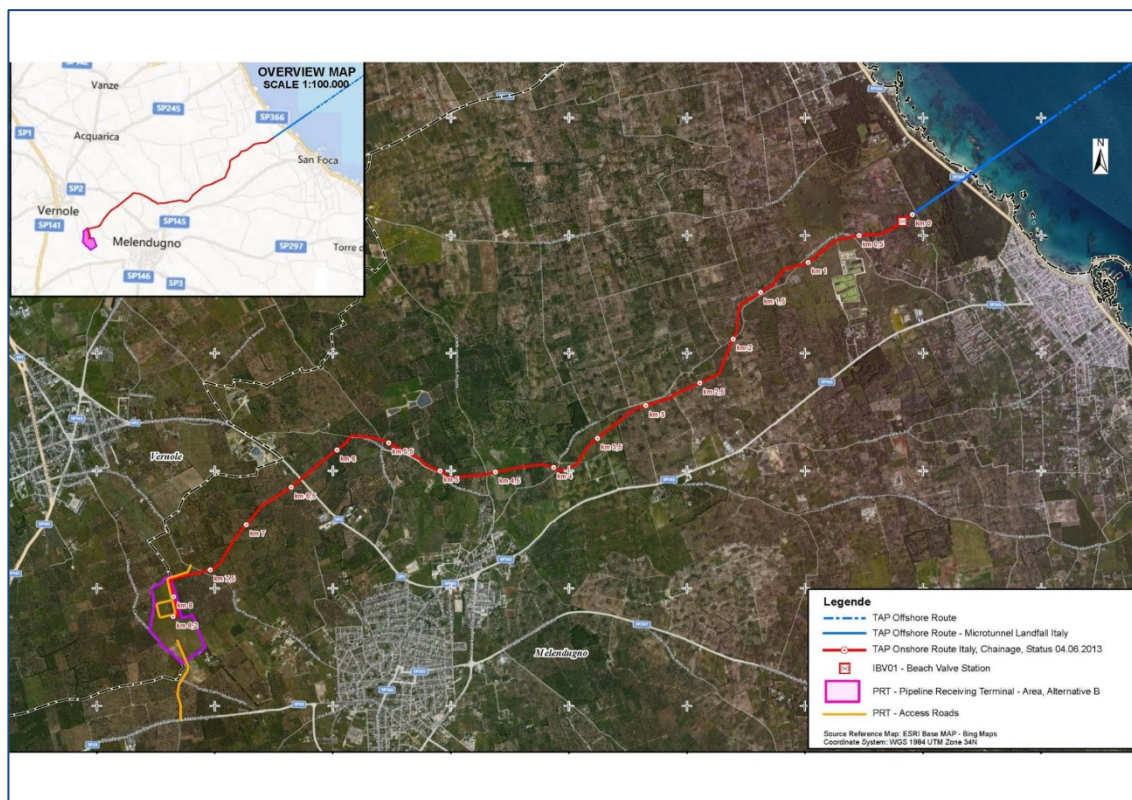 OVERVIEW MAP
SCALE 1:100.000
Vanze
SP245
SP1
Acquarica
SP366
San Foca
SP2
Vernole
SP141
SP145
Melendugno
SP297
Torre d
SP146
SP3
N
km 0
km 0,5
km 1
km 1,5
km 2
km 2,5
km 3
km 3,5
km 4
km 4,5
km 5
km 5,5
km 6
km 6,5
km 7
km 7,5
km 8
km 8,2
Vernole
Melendugno
Legende
TAP Offshore Route
TAP Offshore Route - Microtunnel Landfall Italy
TAP Onshore Route Italy, Chainage, Status 04.06.2013
IBV01 - Beach Valve Station
PRT - Pipeline Receiving Terminal - Area, Alternative B
PRT - Access Roads
Source Reference Map: ESRI Base MAP - Bing Maps
Coordinate System: WGS 1984 UTM Zone 34N